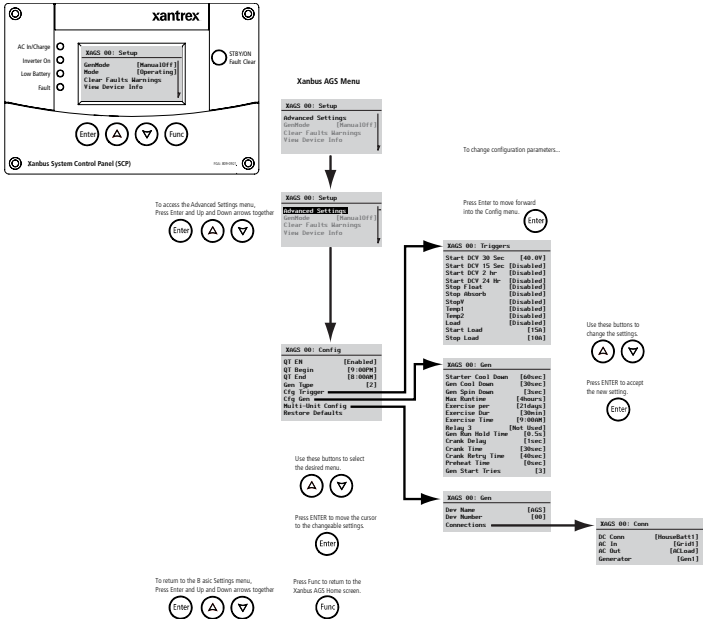 xantrex
AC In/Charge
Inverter On
Low Battery
Fault
XAGS 00: Setup
GenMode [ManualOff]
Mode [Operating]
Clear Faults Warnings
View Device Info
STBY/ON
Fault Clear
Enter
Func
Xanbus System Control Panel (SCP)
Xanbus AGS Menu
XAGS 00: Setup
Advanced Settings
GenMode [ManualOff]
Clear Faults Warnings
View Device Info
To change configuration parameters...
To access the Advanced Settings menu,
Press Enter and Up and Down arrows together
Enter
XAGS 00: Setup
Advanced Settings
GenMode [ManualOff]
Clear Faults Warnings
View Device Info
Press Enter to move forward
into the Config menu.
Enter
XAGS 00: Triggers
Start DCV 30 Sec [40.0V]
Start DCV 15 Sec [Disabled]
Start DCV 2 hr [Disabled]
Start DCV 24 Hr [Disabled]
Stop Float [Disabled]
Stop Absorb [Disabled]
StopV [Disabled]
Temp1 [Disabled]
Temp2 [Disabled]
Load [Disabled]
Start Load [15A]
Stop Load [10A]
Use these buttons to
change the settings.
Press ENTER to accept
the new setting.
Enter
XAGS 00: Config
QT EN [Enabled]
QT Begin [9:00PM]
QT End [8:00AM]
Gen Type [2]
Cfg Trigger
Cfg Gen
Multi-Unit Config
Restore Defaults
XAGS 00: Gen
Starter Cool Down [60sec]
Gen Cool Down [30sec]
Gen Spin Down [3sec]
Max Runtime [4hours]
Exercise per [21days]
Exercise Dur [30min]
Exercise Time [9:00AM]
Relay 3 [Not Used]
Gen Run Hold Time [0.5s]
Crank Delay [1sec]
Crank Time [30sec]
Crank Retry Time [40sec]
Preheat Time [0sec]
Gen Start Tries [3]
Use these buttons to select
the desired menu.
Press ENTER to move the cursor
to the changeable settings.
Enter
XAGS 00: Gen
Dev Name [AGS]
Dev Number [00]
Connections
XAGS 00: Conn
DC Conn [HouseBatt1]
AC In [Grid1]
AC Out [ACLoad]
Generator [Gen1]
To return to the B asic Settings menu,
Press Enter and Up and Down arrows together
Enter
Press Func to return to the
Xanbus AGS Home screen.
Func